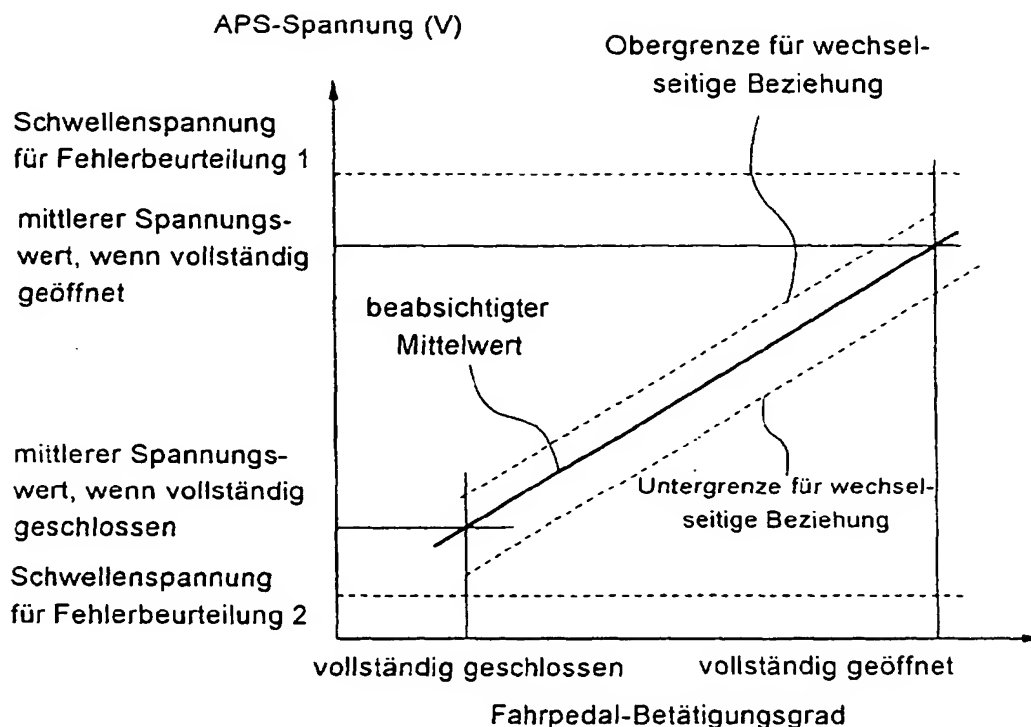 APS-Spannung (V)
Obergrenze für wechsel-
seitige Beziehung
Schwellenspannung
für Fehlerbeurteilung 1
mittlerer Spannungs-
wert, wenn vollständig
geöffnet
beabsichtigter
Mittelwert
mittlerer Spannungs-
wert, wenn vollständig
geschlossen
Untergrenze für wechsel-
seitige Beziehung
Schwellenspannung
für Fehlerbeurteilung 2
vollständig geschlossen
vollständig geöffnet
Fahrpedal-Betätigungsgrad